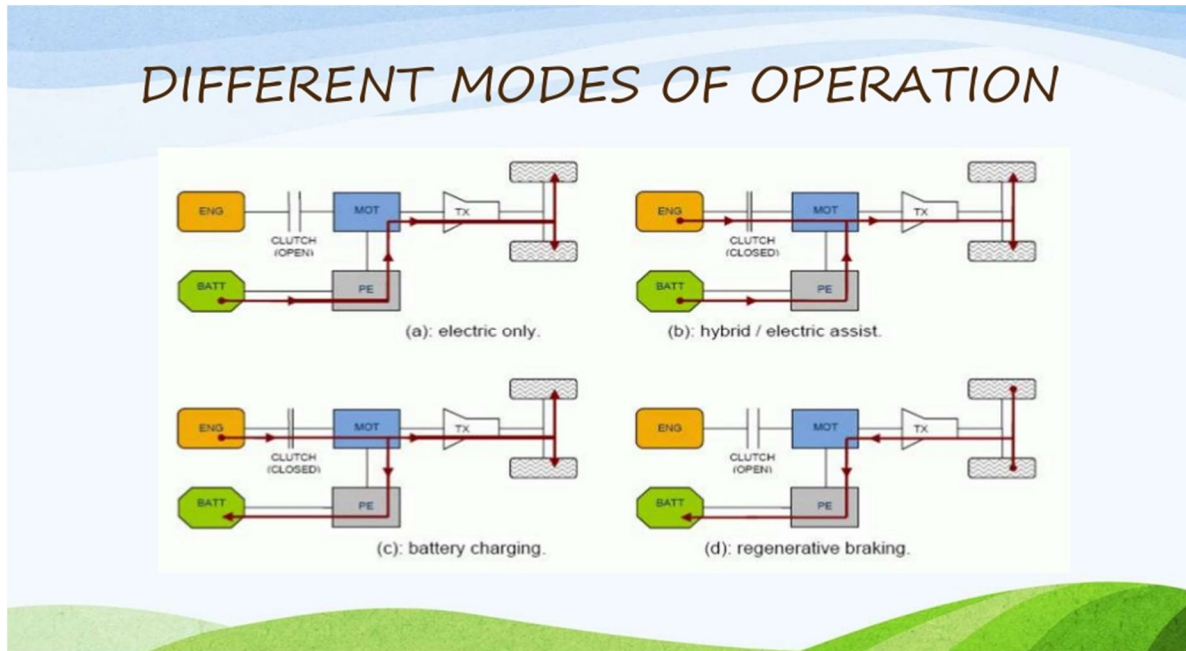 DIFFERENT MODES OF OPERATION
ENG
CLUTCH
(OPEN)
MOT
TX
BATT
PE
(a): electric only.
ENG
CLUTCH
(CLOSED)
MOT
TX
BATT
PE
(b): hybrid / electric assist.
ENG
CLUTCH
(CLOSED)
MOT
TX
BATT
PE
(c): battery charging.
ENG
CLUTCH
(OPEN)
MOT
TX
BATT
PE
(d): regenerative braking.